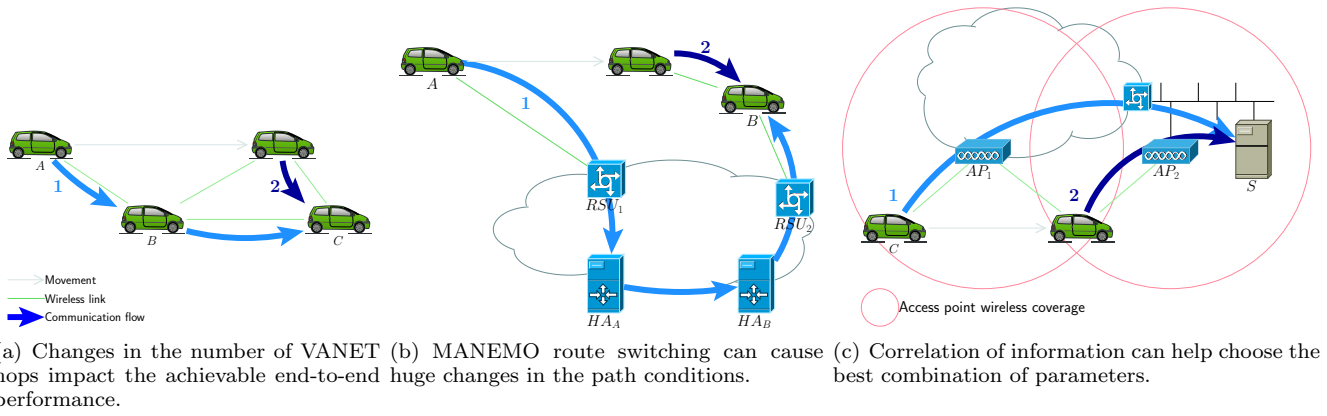 A
1
B
2
C
Movement
Wireless link
Communication flow
(a) Changes in the number of VANET
hops impact the achievable end-to-end
performance.
A
1
2
B
RSU1
RSU2
HAA
HAB
(b) MANEMO route switching can cause
huge changes in the path conditions.
AP1
AP2
S
1
2
C
Access point wireless coverage
(c) Correlation of information can help choose the
best combination of parameters.